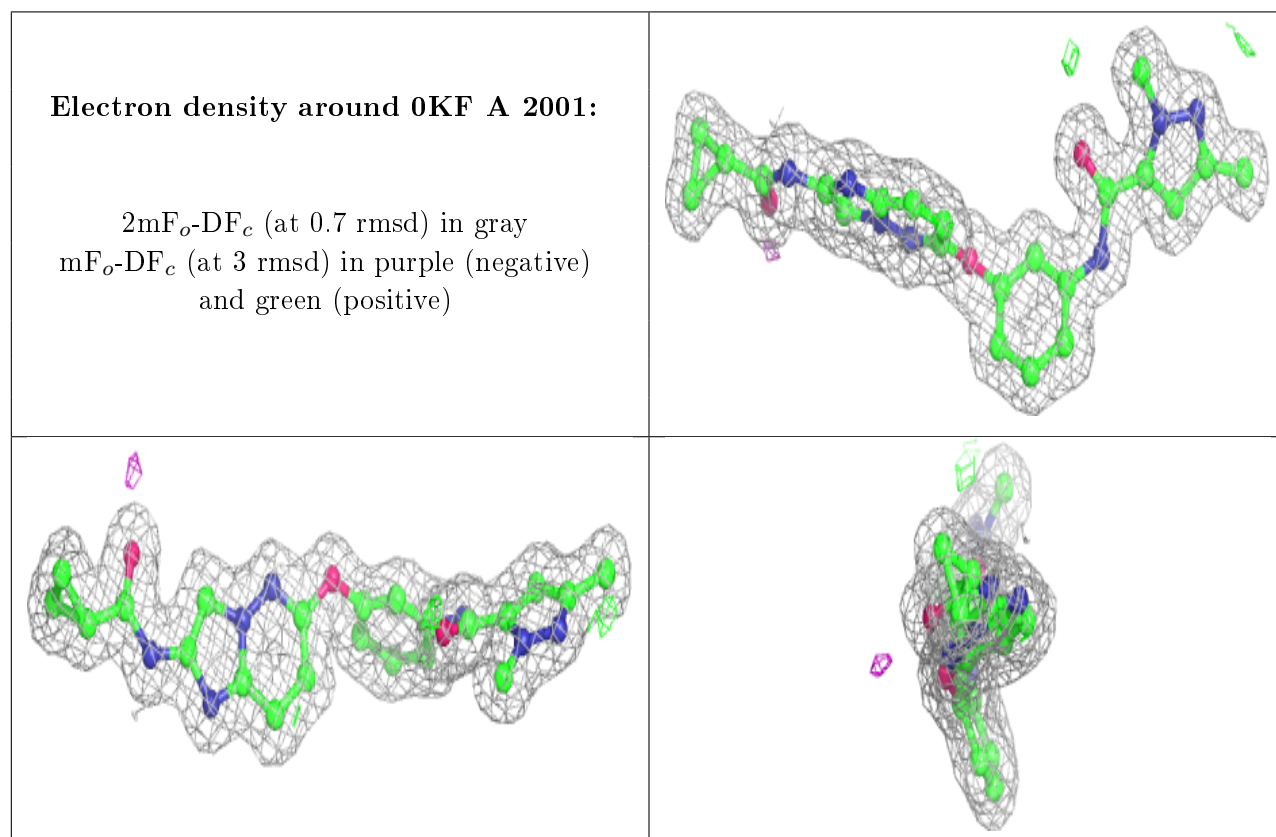 Electron density around 0KF A 2001:
2mFo-DFc (at 0.7 rmsd) in gray
mFo-DFc (at 3 rmsd) in purple (negative)
and green (positive)